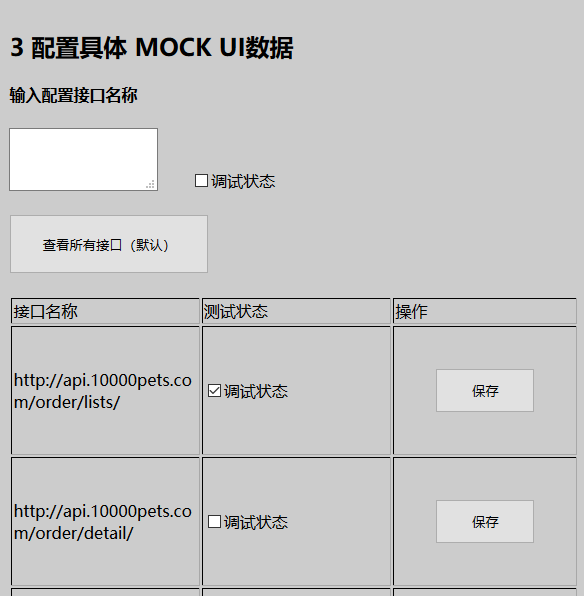 3 配置具体 MOCK UI数据
输入配置接口名称
调试状态
查看所有接口（默认）
接口名称 测试状态 操作
http://api.10000pets.co
m/order/lists/
调试状态
保存
http://api.10000pets.co
m/order/detail/
调试状态
保存